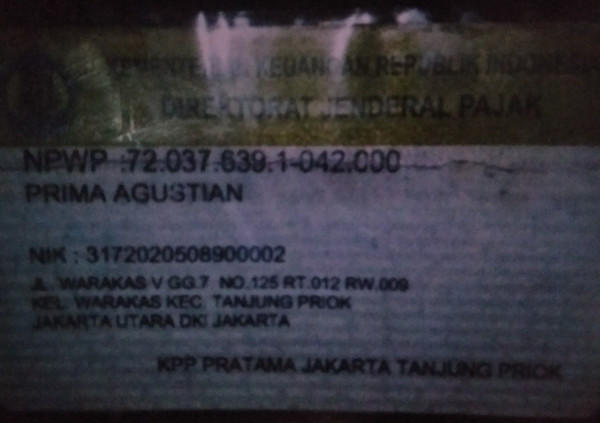 KEMENTERIAN KEUANGAN REPUBLIK INDONESIA
DIREKTORAT JENDERAL PAJAK
NPWP :72.037.639.1-042.000
PRIMA AGUSTIAN
NIK : 3172020508900002
JL. WARAKAS V GG.7 NO.125 RT.012 RW.009
KEL. WARAKAS KEC. TANJUNG PRIOK
JAKARTA UTARA DKI JAKARTA
KPP PRATAMA JAKARTA TANJUNG PRIOK